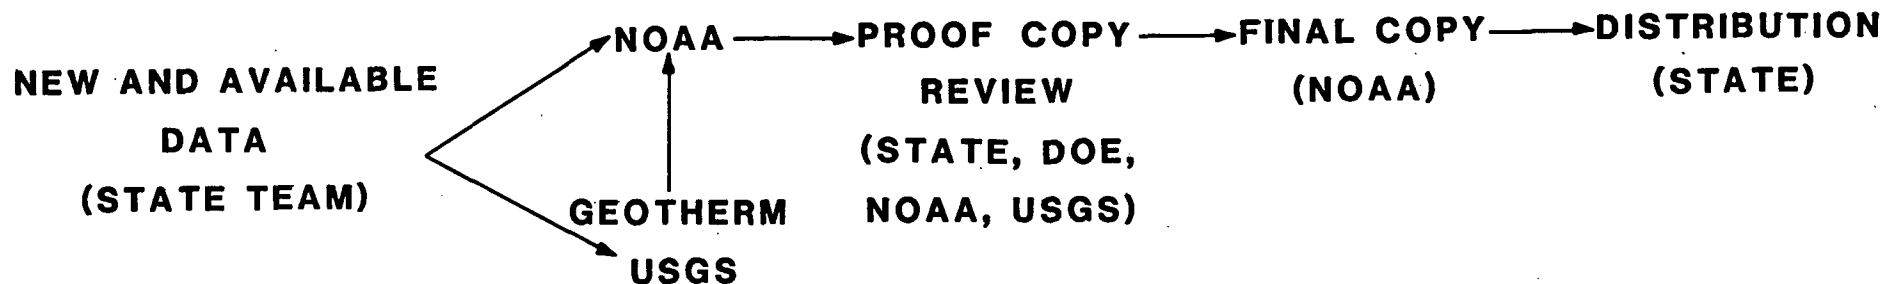 NEW AND AVAILABLE
DATA
(STATE TEAM)
NOAA
GEOTHERM
USGS
PROOF COPY
REVIEW
(STATE, DOE,
NOAA, USGS)
FINAL COPY
(NOAA)
DISTRIBUTION
(STATE)